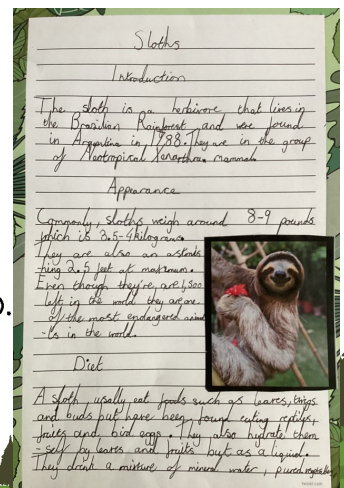 Sloths
Introduction
The sloth is a herbivore that lives in
the Brazilian Rainforest and were found
in Argentina in 1788. They are in the group
of Neotropical Xenarthra mammals
Appearance
Commonly, sloths weigh around 8-9 pounds
which is 3.5-4 kilograms.
They are also an astonis
hing 2.5 feet at maximum.
Even though they're, are 1,500
left in the world they are one
of the most endangered animal
-ls in the world.
Diet
A sloth, usally eat foods such as leaves, twigs
and buds but have been found eating reptiles,
fruits and bird eggs. They also hydrate them
-self by leaves and fruits but as a liquid.
They drink a mixture of mineral water, pured vegetables
).